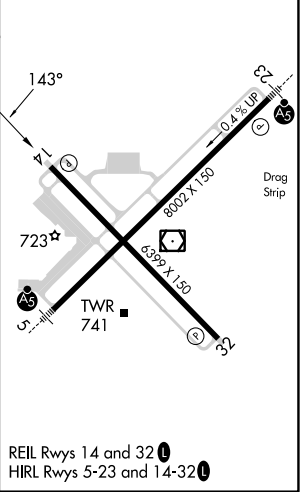 143°
23
A5
0.4% UP
P
14
P
Drag
Strip
8002 X 150
723
6399 X 150
A5
TWR
741
5
P
32
REIL Rwys 14 and 32 L
HIRL Rwys 5-23 and 14-32 L